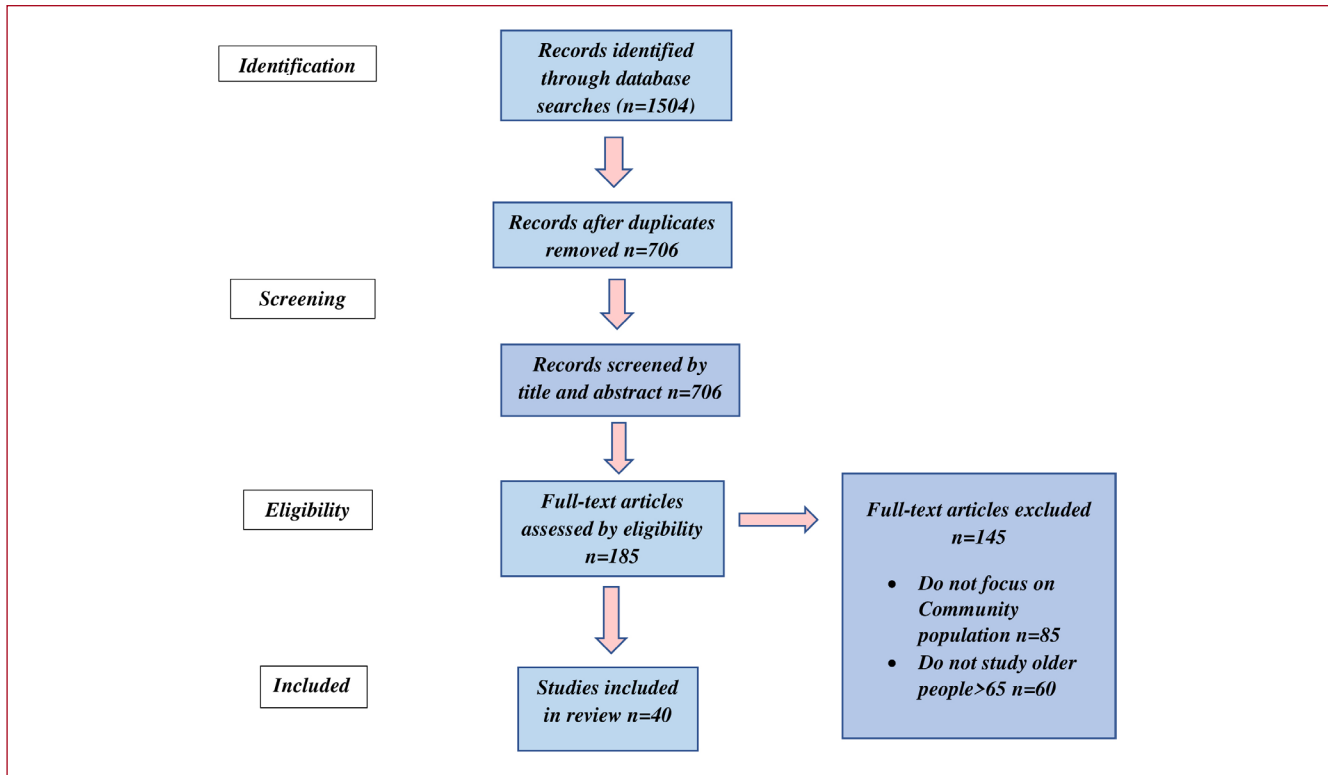 Identification
Records identified
through database
searches (n=1504)
Records after duplicates
removed n=706
Screening
Records screened by
title and abstract n=706
Eligibility
Full-text articles
assessed by eligibility
n=185
Full-text articles excluded
n=145
• Do not focus on
Community
population n=85
• Do not study older
people>65 n=60
Included
Studies included
in review n=40